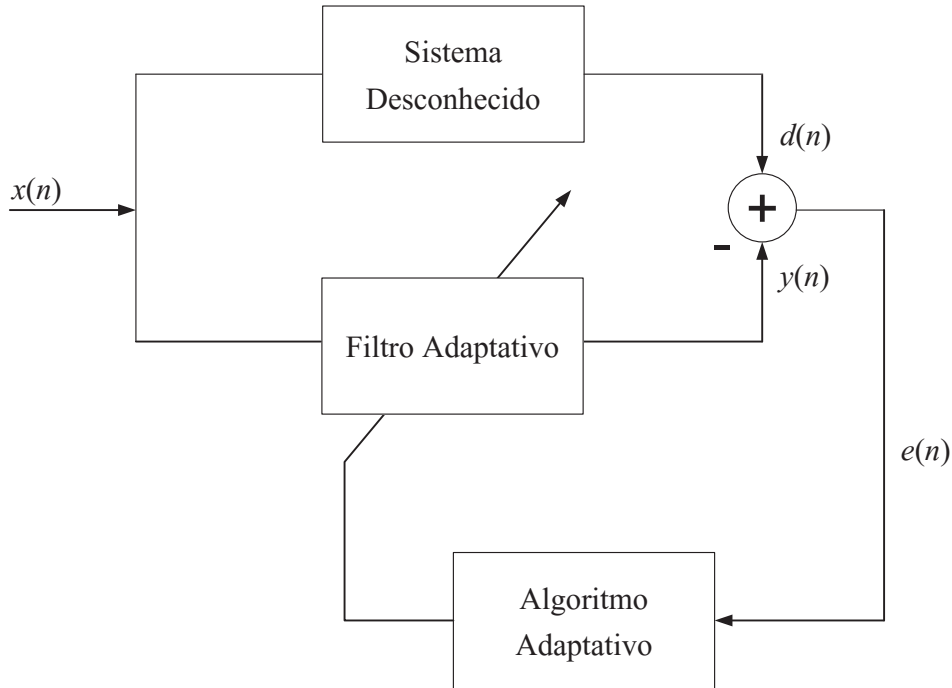 Sistema
Desconhecido
d(n)
x(n)
+
-
y(n)
Filtro Adaptativo
e(n)
Algoritmo
Adaptativo